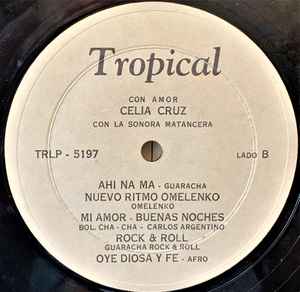 Tropical
CON AMOR
CELIA CRUZ
CON LA SONORA MATANCERA
TRLP - 5197 LADO B
AHI NA MA - GUARACHA
NUEVO RITMO OMELENKO
OMELENKO
MI AMOR - BUENAS NOCHES
BOL. CHA - CHA - CARLOS ARGENTINO
ROCK & ROLL
GUARACHA ROCK & ROLL
OYE DIOSA Y FE - AFRO